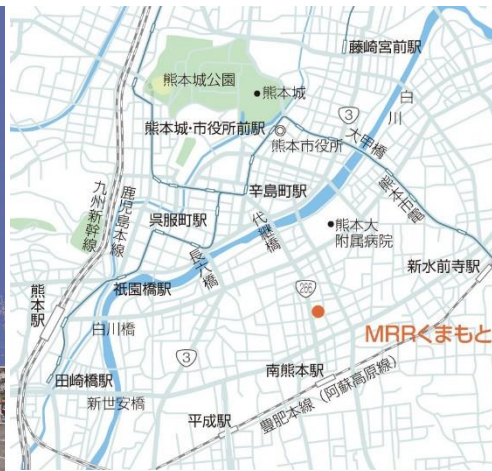 藤崎宮前駅
熊本城公園
熊本城
白川
3
熊本城・市役所前駅
熊本市役所
大甲橋
熊本市電
九州新幹線
鹿児島本線
辛島町駅
呉服町駅
代継橋
熊本大
附属病院
長六橋
新水前寺駅
祇園橋駅
266
熊本駅
白川橋
MRRくまもと
3
田崎橋駅
南熊本駅
新世安橋
平成駅
豊肥本線(阿蘇高原線)